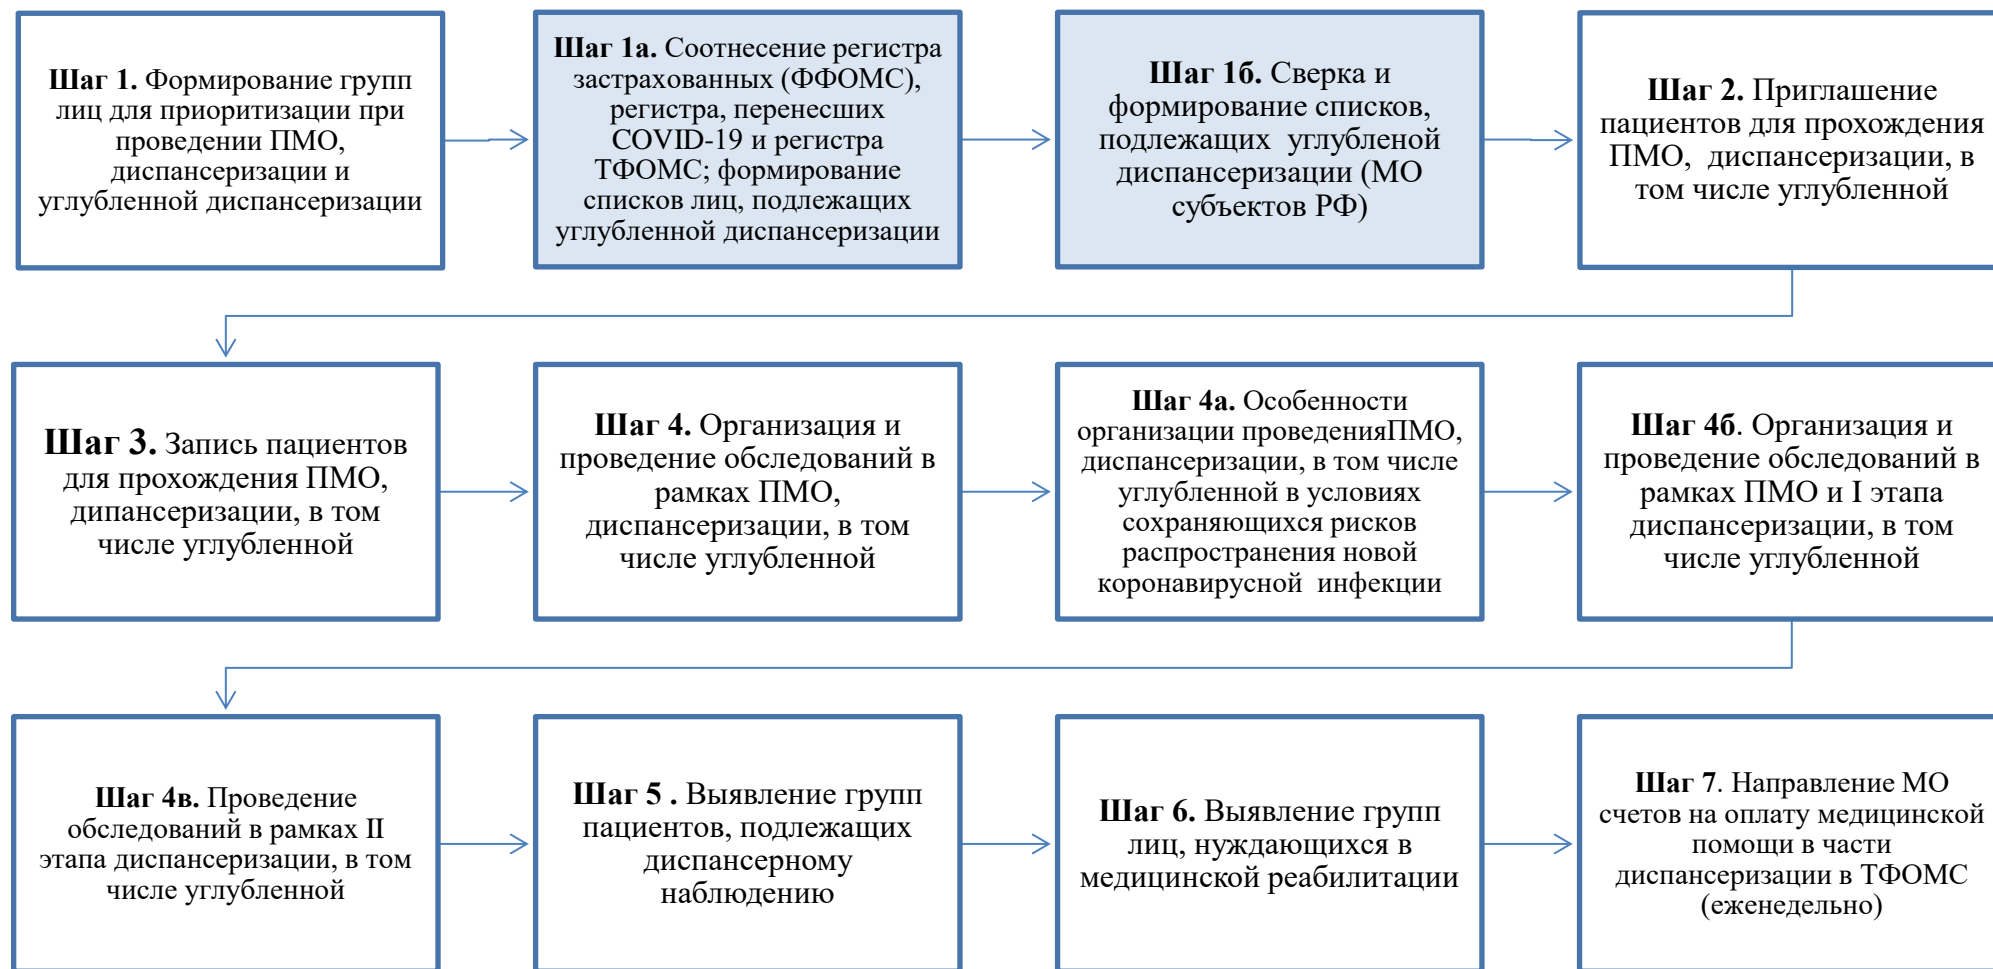 Шаг 1. Формирование групп
лиц для приоритизации при
проведении ПМО,
диспансеризации и
углубленной диспансеризации
Шаг 1а. Соотнесение регистра
застрахованных (ФФОМС),
регистра, перенесших
COVID-19 и регистра
ТФОМС; формирование
списков лиц, подлежащих
углубленной диспансеризации
Шаг 1б. Сверка и
формирование списков,
подлежащих углубленой
диспансеризации (МО
субъектов РФ)
Шаг 2. Приглашение
пациентов для прохождения
ПМО, диспансеризации, в
том числе углубленной
Шаг 3. Запись пациентов
для прохождения ПМО,
дипансеризации, в том
числе углубленной
Шаг 4. Организация и
проведение обследований в
рамках ПМО,
диспансеризации, в том
числе углубленной
Шаг 4а. Особенности
организации проведенияПМО,
диспансеризации, в том числе
углубленной в условиях
сохраняющихся рисков
распространения новой
коронавирусной инфекции
Шаг 4б. Организация и
проведение обследований в
рамках ПМО и I этапа
диспансеризации, в том
числе углубленной
Шаг 4в. Проведение
обследований в рамках II
этапа диспансеризации, в том
числе углубленной
Шаг 5 . Выявление групп
пациентов, подлежащих
диспансерному
наблюдению
Шаг 6. Выявление групп
лиц, нуждающихся в
медицинской реабилитации
Шаг 7. Направление МО
счетов на оплату медицинской
помощи в части
диспансеризации в ТФОМС
(еженедельно)